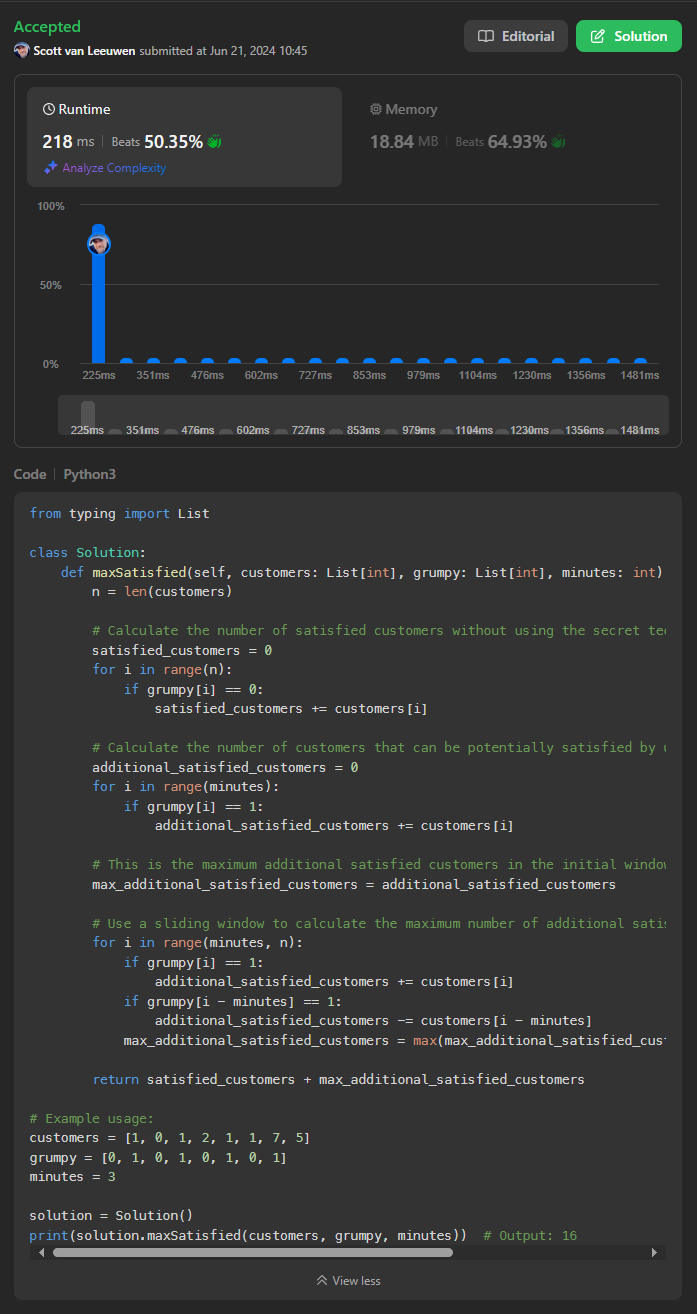 Accepted
Scott van Leeuwen submitted at Jun 21, 2024 10:45
Editorial
Solution
Runtime
218 ms | Beats 50.35%
Analyze Complexity
Memory
18.84 MB | Beats 64.93%
100%
50%
0%
225ms 351ms 476ms 602ms 727ms 853ms 979ms 1104ms 1230ms 1356ms 1481ms
225ms 351ms 476ms 602ms 727ms 853ms 979ms 1104ms 1230ms 1356ms 1481ms
Code | Python3
from typing import List
class Solution:
    def maxSatisfied(self, customers: List[int], grumpy: List[int], minutes: int)
        n = len(customers)
        # Calculate the number of satisfied customers without using the secret
        satisfied_customers = 0
        for i in range(n):
            if grumpy[i] == 0:
                satisfied_customers += customers[i]
        # Calculate the number of customers that can be potentially satisfied by
        additional_satisfied_customers = 0
        for i in range(minutes):
            if grumpy[i] == 1:
                additional_satisfied_customers += customers[i]
        # This is the maximum additional satisfied customers in the initial window
        max_additional_satisfied_customers = additional_satisfied_customers
        # Use a sliding window to calculate the maximum number of additional
        for i in range(minutes, n):
            if grumpy[i] == 1:
                additional_satisfied_customers += customers[i]
            if grumpy[i - minutes] == 1:
                additional_satisfied_customers -= customers[i - minutes]
            max_additional_satisfied_customers = max(max_additional_satisfied_cus
        return satisfied_customers + max_additional_satisfied_customers
# Example usage:
customers = [1, 0, 1, 2, 1, 1, 7, 5]
grumpy = [0, 1, 0, 1, 0, 1, 0, 1]
minutes = 3
solution = Solution()
print(solution.maxSatisfied(customers, grumpy, minutes))  # Output: 16
View less